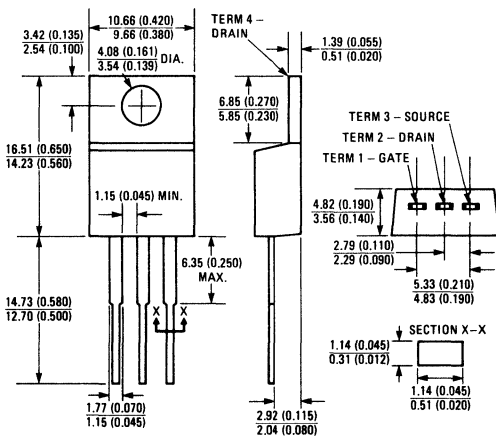 10.66 (0.420)
9.66 (0.380)
TERM 4 –
DRAIN
3.42 (0.135)
2.54 (0.100)
4.08 (0.161)
3.54 (0.139)
DIA.
1.39 (0.055)
0.51 (0.020)
6.85 (0.270)
5.85 (0.230)
TERM 3 – SOURCE
TERM 2 – DRAIN
TERM 1 – GATE
16.51 (0.650)
14.23 (0.560)
1.15 (0.045) MIN.
4.82 (0.190)
3.56 (0.140)
2.79 (0.110)
2.29 (0.090)
6.35 (0.250)
MAX.
5.33 (0.210)
4.83 (0.190)
14.73 (0.580)
12.70 (0.500)
X X
SECTION X–X
1.14 (0.045)
0.31 (0.012)
1.14 (0.045)
0.51 (0.020)
1.77 (0.070)
1.15 (0.045)
2.92 (0.115)
2.04 (0.080)